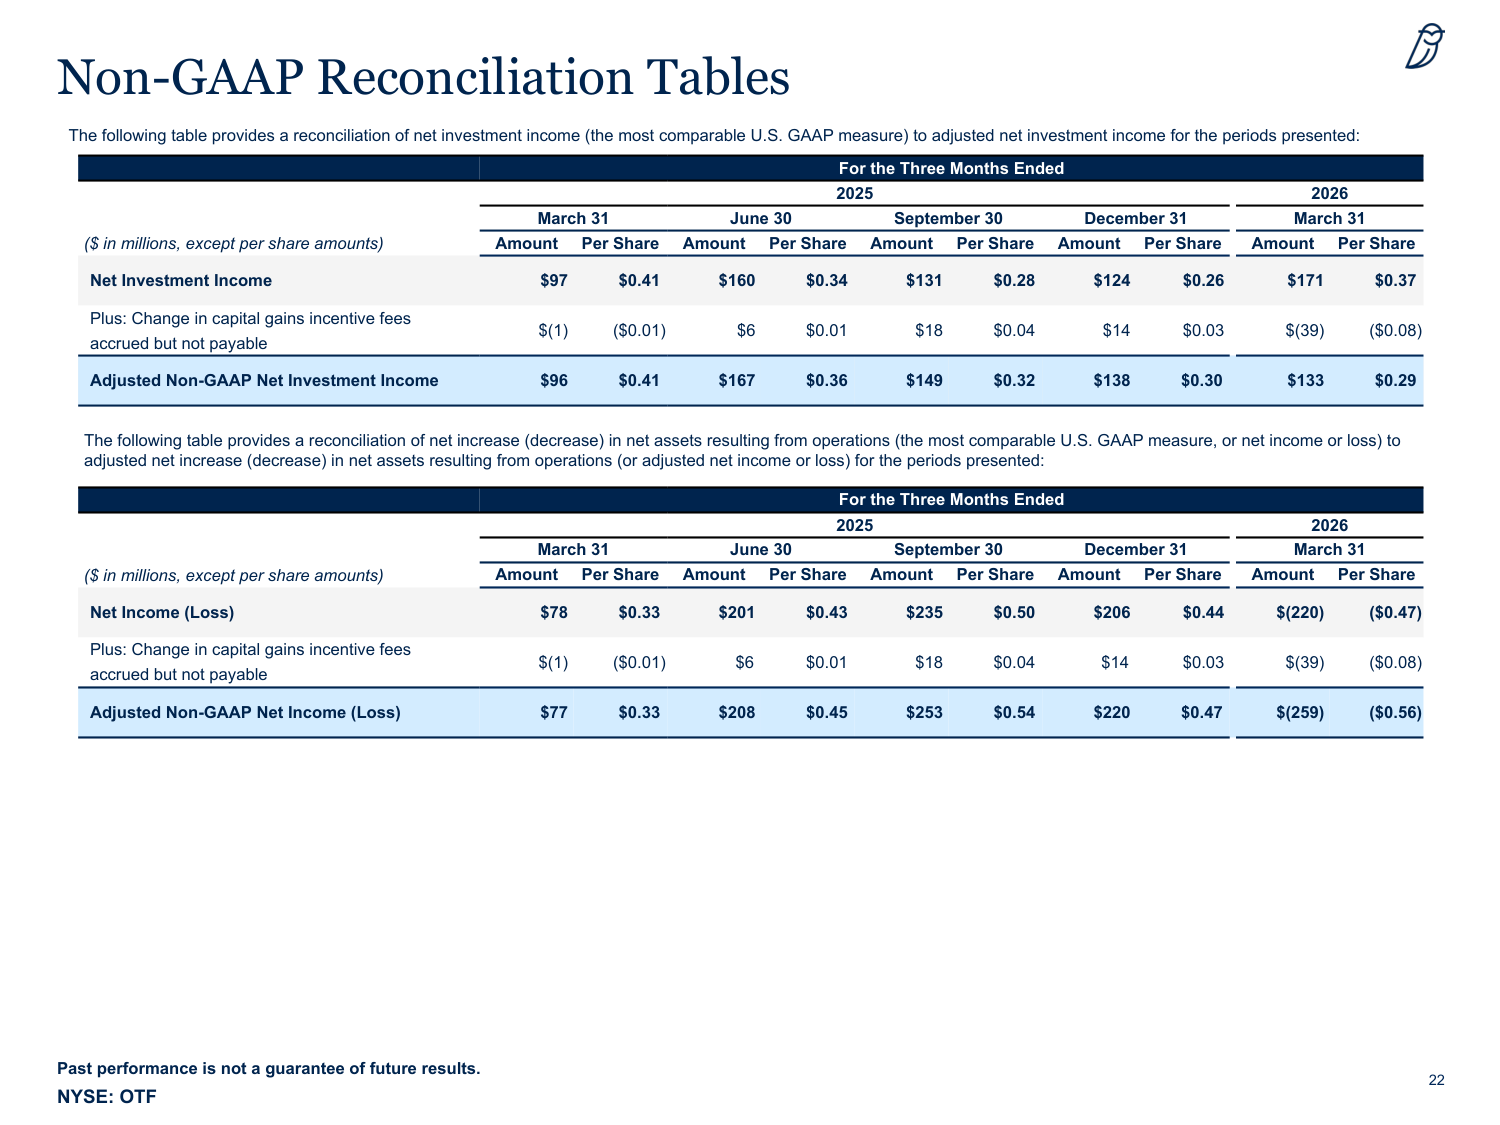 Non-GAAP Reconciliation Tables
The following table provides a reconciliation of net investment income (the most comparable U.S. GAAP measure) to adjusted net investment income for the periods presented:
For the Three Months Ended
2025 2026
March 31 June 30 September 30 December 31 March 31
($ in millions, except per share amounts) Amount Per Share Amount Per Share Amount Per Share Amount Per Share Amount Per Share
Net Investment Income $97 $0.41 $160 $0.34 $131 $0.28 $124 $0.26 $171 $0.37
Plus: Change in capital gains incentive fees
accrued but not payable $(1) ($0.01) $6 $0.01 $18 $0.04 $14 $0.03 $(39) ($0.08)
Adjusted Non-GAAP Net Investment Income $96 $0.41 $167 $0.36 $149 $0.32 $138 $0.30 $133 $0.29
The following table provides a reconciliation of net increase (decrease) in net assets resulting from operations (the most comparable U.S. GAAP measure, or net income or loss) to
adjusted net increase (decrease) in net assets resulting from operations (or adjusted net income or loss) for the periods presented:
For the Three Months Ended
2025 2026
March 31 June 30 September 30 December 31 March 31
($ in millions, except per share amounts) Amount Per Share Amount Per Share Amount Per Share Amount Per Share Amount Per Share
Net Income (Loss) $78 $0.33 $201 $0.43 $235 $0.50 $206 $0.44 $(220) ($0.47)
Plus: Change in capital gains incentive fees
accrued but not payable $(1) ($0.01) $6 $0.01 $18 $0.04 $14 $0.03 $(39) ($0.08)
Adjusted Non-GAAP Net Income (Loss) $77 $0.33 $208 $0.45 $253 $0.54 $220 $0.47 $(259) ($0.56)
Past performance is not a guarantee of future results.
22
NYSE: OTF